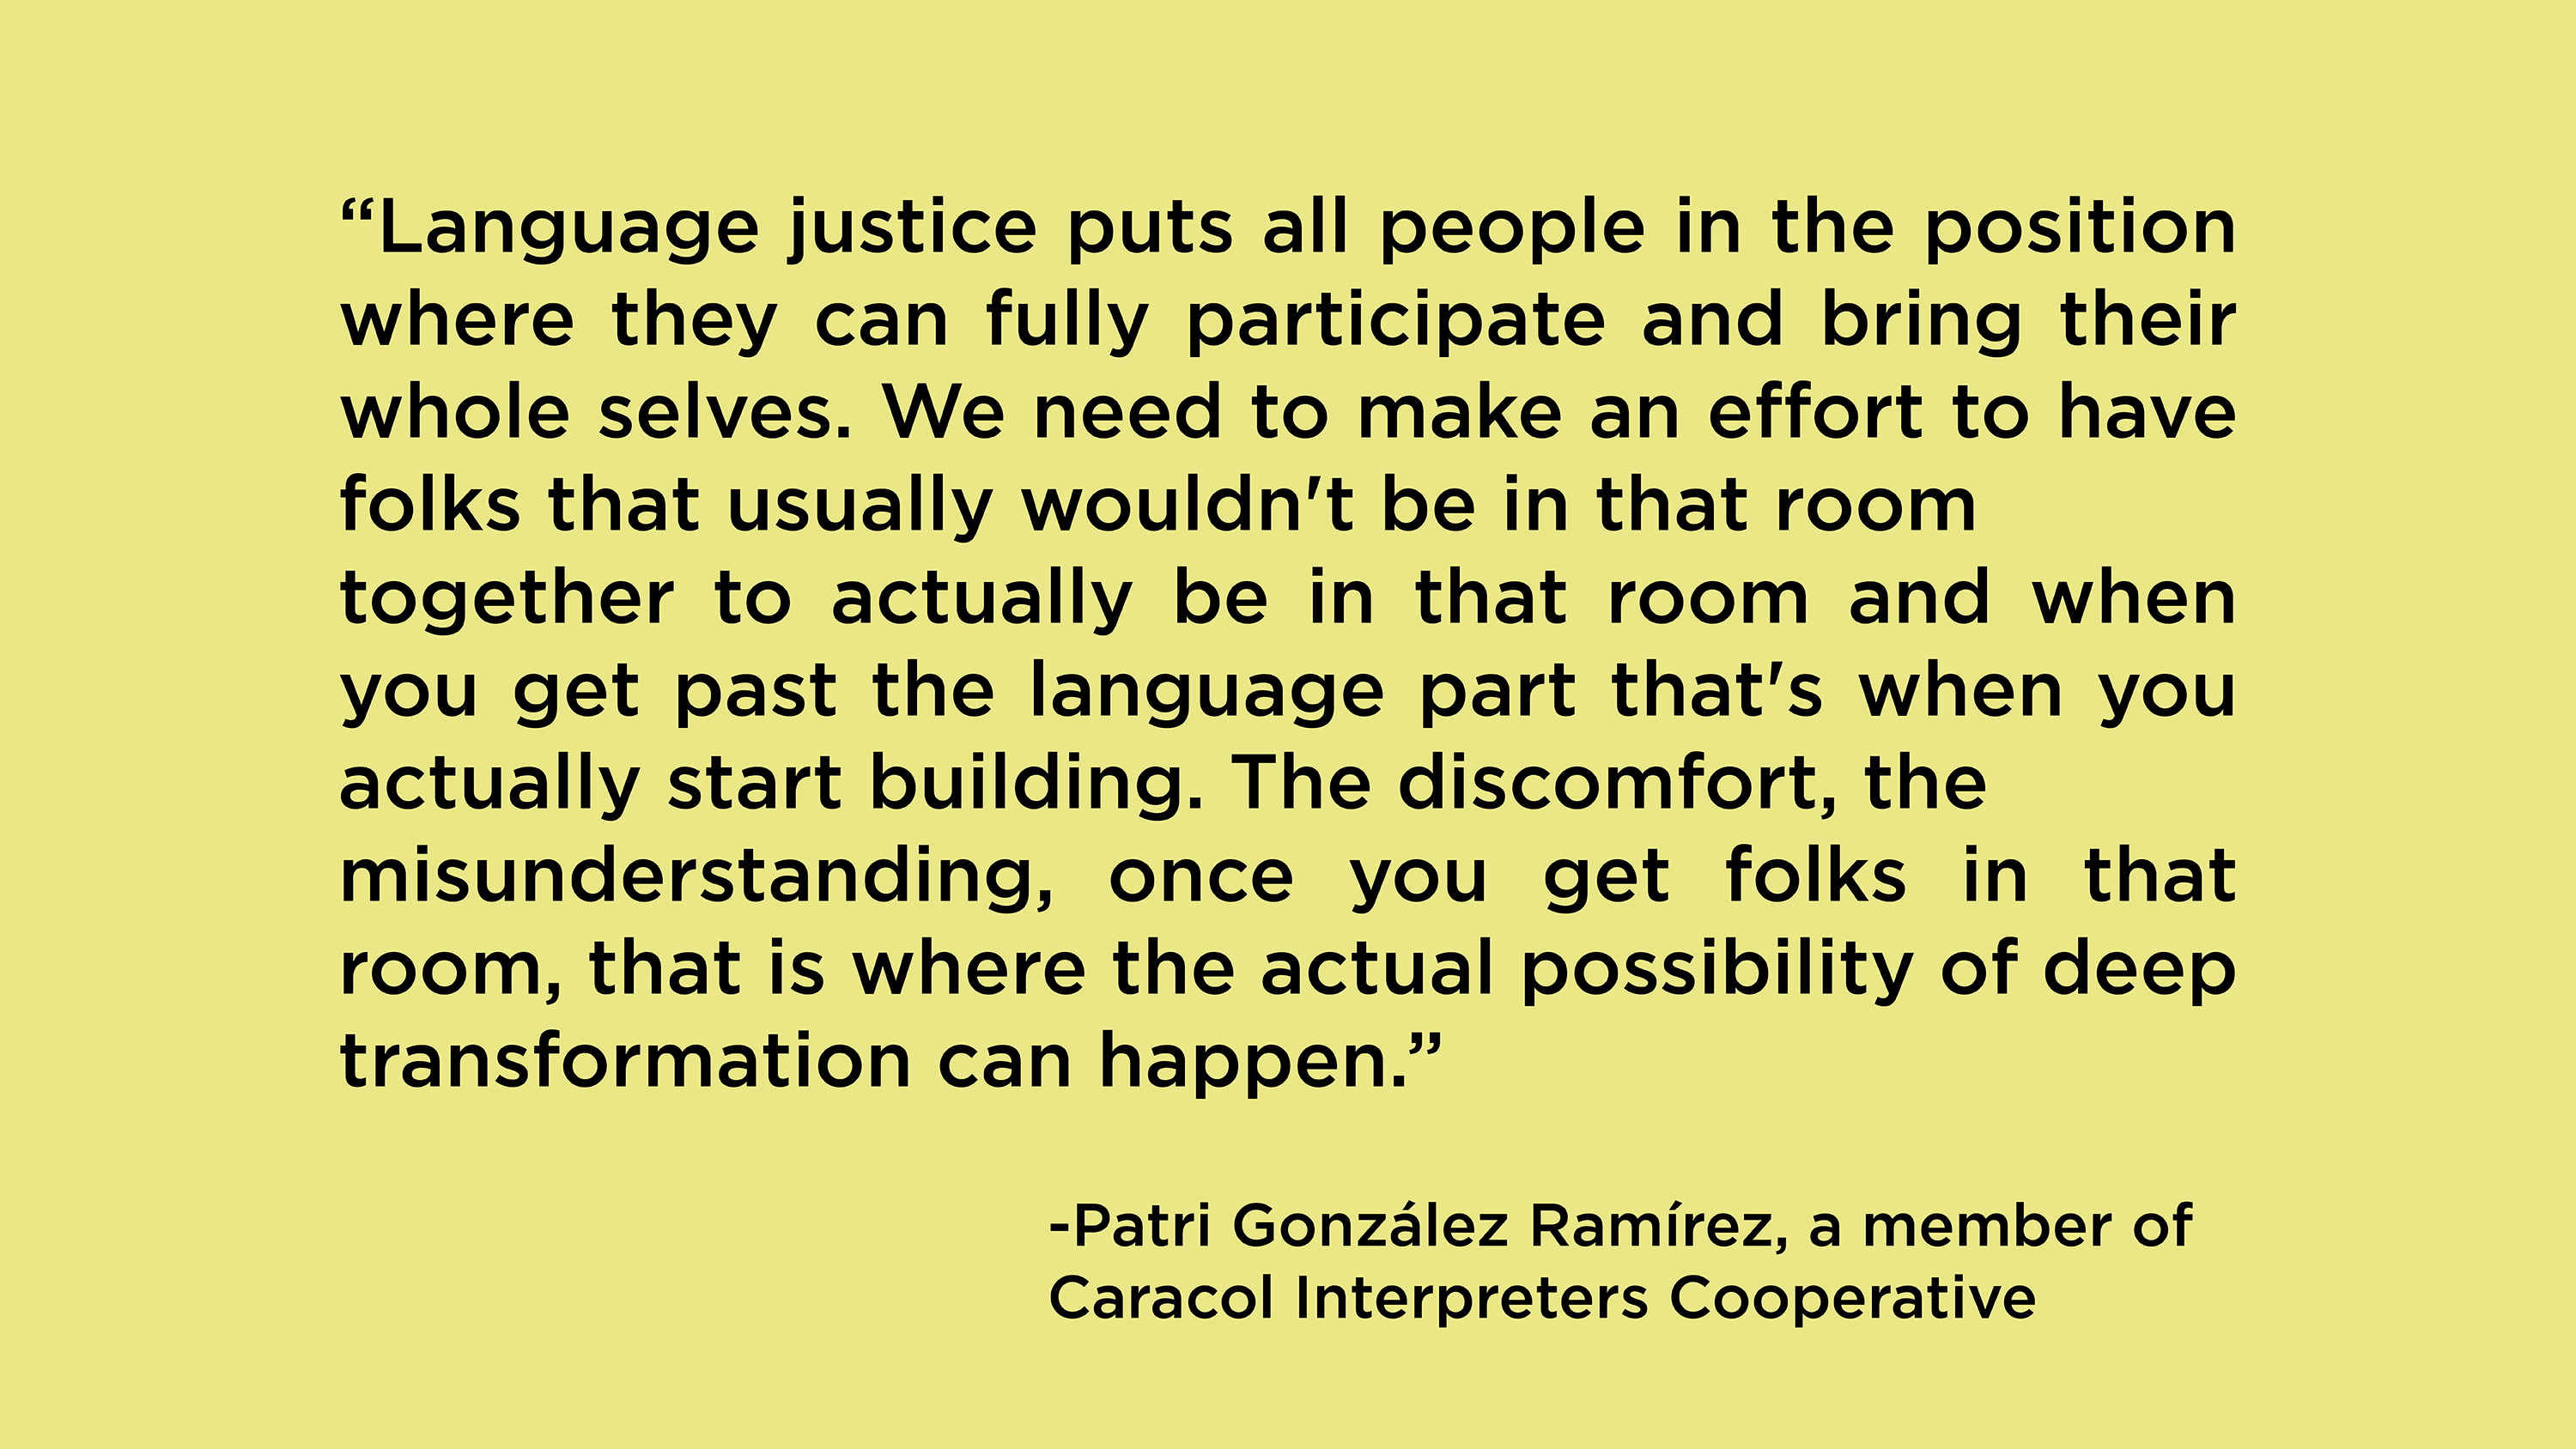 “Language justice puts all people in the position
where they can fully participate and bring their
whole selves. We need to make an effort to have
folks that usually wouldn't be in that room
together to actually be in that room and when
you get past the language part that's when you
actually start building. The discomfort, the
misunderstanding, once you get folks in that
room, that is where the actual possibility of deep
transformation can happen.”
-Patri González Ramírez, a member of
Caracol Interpreters Cooperative